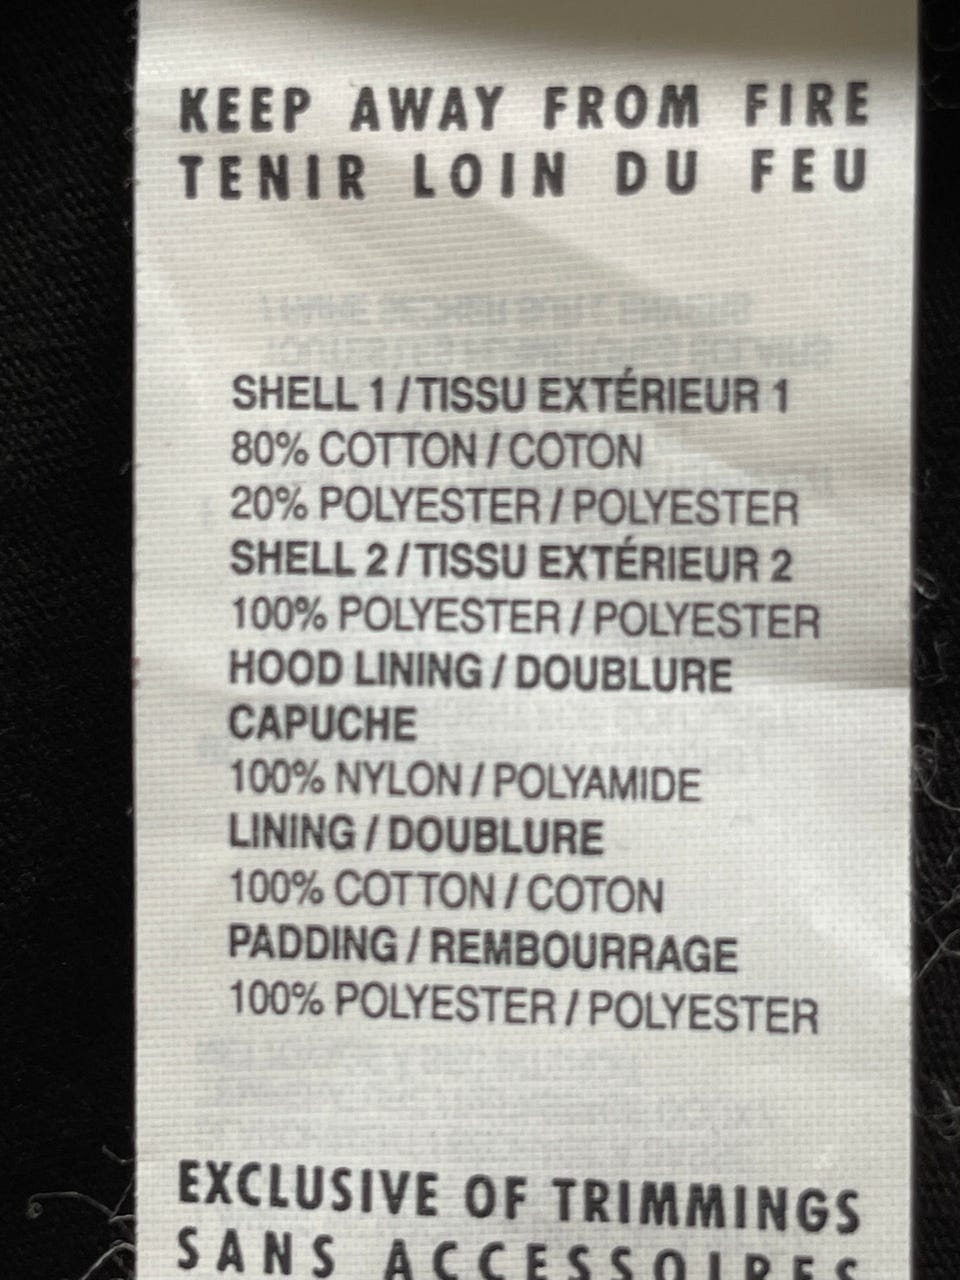 KEEP AWAY FROM FIRE
TENIR LOIN DU FEU
SHELL 1 / TISSU EXTÉRIEUR 1
80% COTTON / COTON
20% POLYESTER / POLYESTER
SHELL 2 / TISSU EXTÉRIEUR 2
100% POLYESTER / POLYESTER
HOOD LINING / DOUBLURE
CAPUCHE
100% NYLON / POLYAMIDE
LINING / DOUBLURE
100% COTTON / COTON
PADDING / REMBOURRAGE
100% POLYESTER / POLYESTER
EXCLUSIVE OF TRIMMINGS
SANS ACCESSOIRES